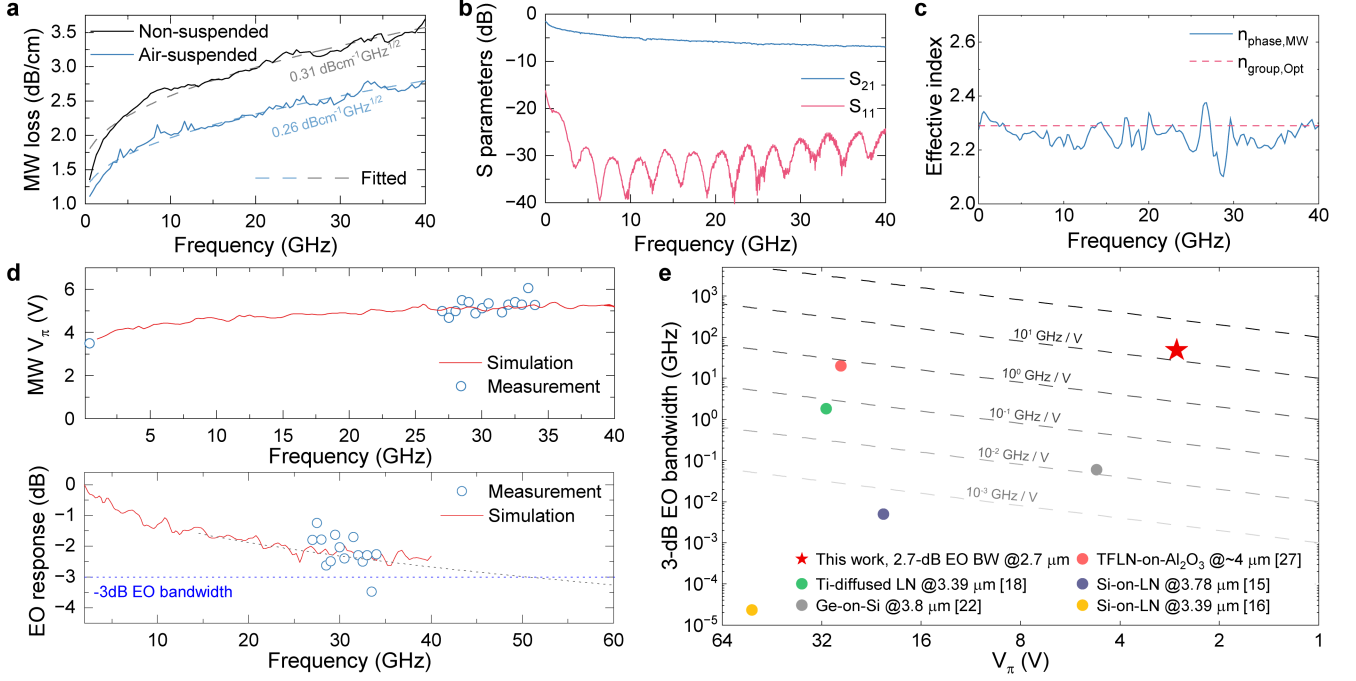 a
MW loss (dB/cm)
3.5
3.0
2.5
2.0
1.5
1.0
Non-suspended
Air-suspended
0.31 dBcm⁻¹GHz¹ᐟ²
0.26 dBcm⁻¹GHz¹ᐟ²
Fitted
0 10 20 30 40
Frequency (GHz)
b
S parameters (dB)
0
−10
−20
−30
−40
S₂₁
S₁₁
0 10 20 30 40
Frequency (GHz)
c
Effective index
2.6
2.4
2.2
2.0
n phase,MW
n group,Opt
0 10 20 30 40
Frequency (GHz)
d
MW Vπ (V)
6
4
2
0
Simulation
Measurement
5 10 15 20 25 30 35 40
Frequency (GHz)
EO response (dB)
0
−1
−2
−3
−4
Measurement
Simulation
-3dB EO bandwidth
10 20 30 40 50 60
Frequency (GHz)
e
3-dB EO bandwidth (GHz)
10³
10²
10¹
10⁰
10⁻¹
10⁻²
10⁻³
10⁻⁴
10⁻⁵
10¹ GHz / V
10⁰ GHz / V
10⁻¹ GHz / V
10⁻² GHz / V
10⁻³ GHz / V
This work, 2.7-dB EO BW @2.7 μm
TFLN-on-Al₂O₃ @~4 μm [27]
Ti-diffused LN @3.39 μm [18]
Si-on-LN @3.78 μm [15]
Ge-on-Si @3.8 μm [22]
Si-on-LN @3.39 μm [16]
64 32 16 8 4 2 1
Vπ (V)